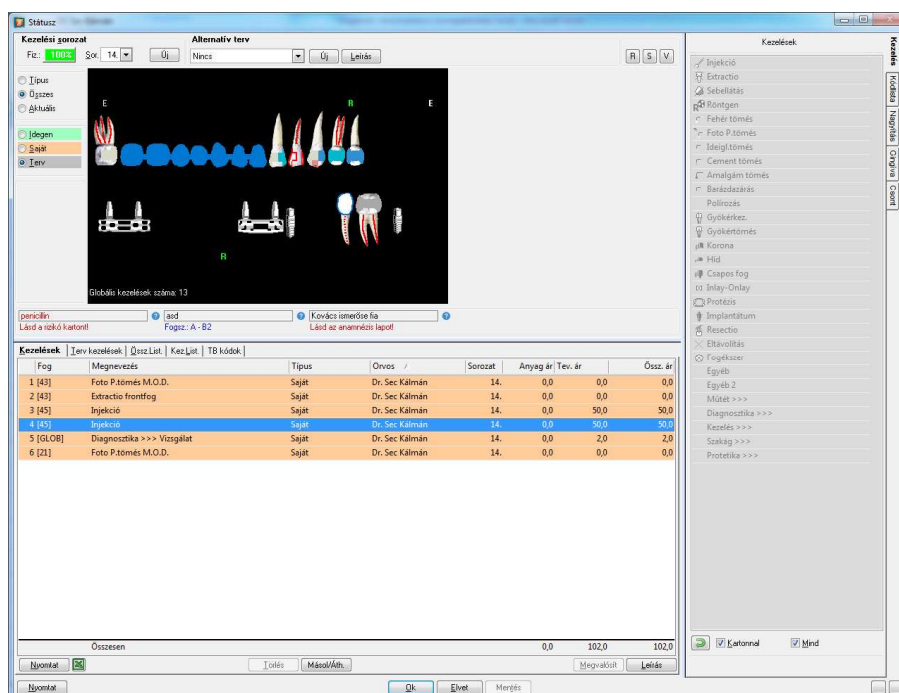 Státusz
Kezelési sorozat
Alternatív terv
Fiz.: 100% Sor. 14. Új Nincs Új Leírás R S V
Típus
Összes
Aktuális
Idegen
Saját
Terv
E R E
R
Globális kezelések száma: 13
penicillin asd Kovács ismerőse fia
Lásd a rizikó kartont! Fogsz.: A - B2 Lásd az anamnézis lapot!
Kezelések Terv kezelések Össz.List. Kez.List. TB kódok
Fog Megnevezés Típus Orvos Sorozat Anyag ár Tev. ár Össz. ár
1 [43] Foto P.tömés M.O.D. Saját Dr. Sec Kálmán 14. 0,0 0,0 0,0
2 [43] Extractio frontfog Saját Dr. Sec Kálmán 14. 0,0 0,0 0,0
3 [45] Injekció Saját Dr. Sec Kálmán 14. 0,0 50,0 50,0
4 [45] Injekció Saját Dr. Sec Kálmán 14. 0,0 50,0 50,0
5 [GLOB] Diagnosztika >>> Vizsgálat Saját Dr. Sec Kálmán 14. 0,0 2,0 2,0
6 [21] Foto P.tömés M.O.D. Saját Dr. Sec Kálmán 14. 0,0 0,0 0,0
Összesen 0,0 102,0 102,0
Nyomtat Törlés Másol/Áth. Megvalósít Leírás
Nyomtat Ok Elvet Mentés
Kezelések
Injekció
Extractio
Sebellátás
Röntgen
Fehér tömés
Foto P.tömés
Ideigl.tömés
Cement tömés
Amalgám tömés
Barázdazárás
Polírozás
Gyökérkez.
Gyökértömés
Korona
Híd
Csapos fog
Inlay-Onlay
Protézis
Implantátum
Resectio
Eltávolítás
Fogékszer
Egyéb
Egyéb 2
Műtét >>>
Diagnosztika >>>
Kezelés >>>
Szakág >>>
Protetika >>>
Kartonnal Mind
Kezelés
Kódlista
Nagyítás
Gingiva
Csont